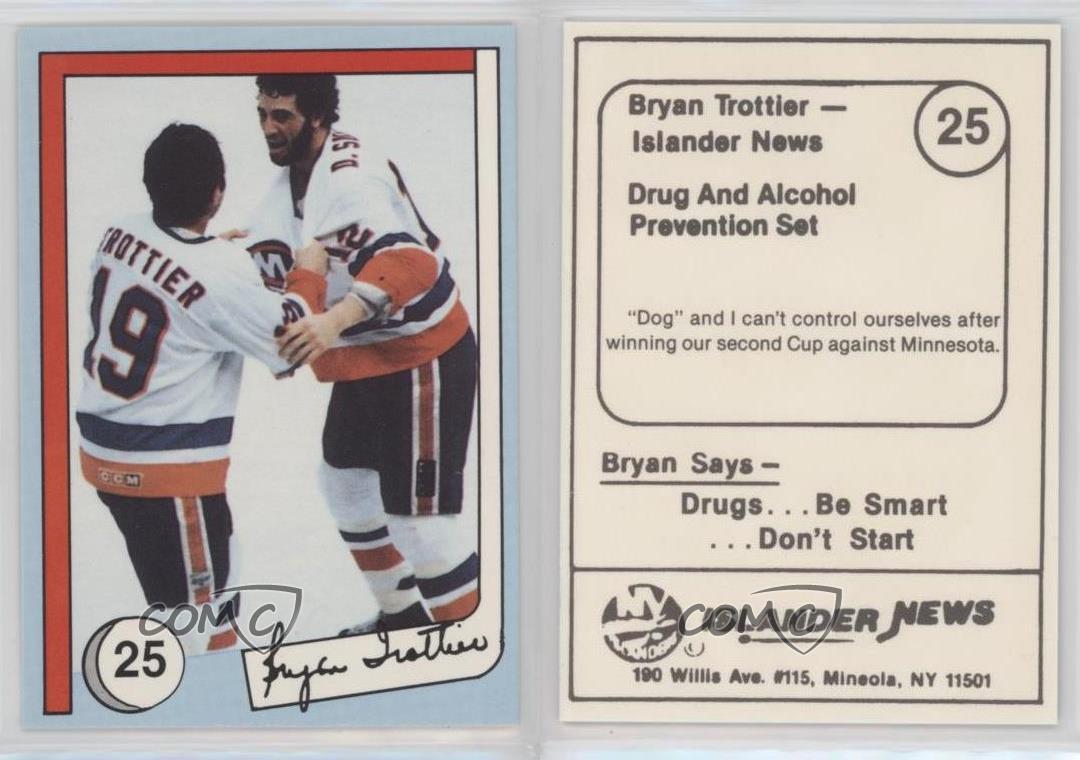 D. S
TROTTIER
19
CCM
25
Bryan Trottier
COMC
Bryan Trottier —
Islander News
25
Drug And Alcohol
Prevention Set
"Dog" and I can't control ourselves after
winning our second Cup against Minnesota.
Bryan Says —
Drugs. . .Be Smart
. . .Don't Start
NY
ISLANDER NEWS
COMC
190 Willis Ave. #115, Mineola, NY 11501